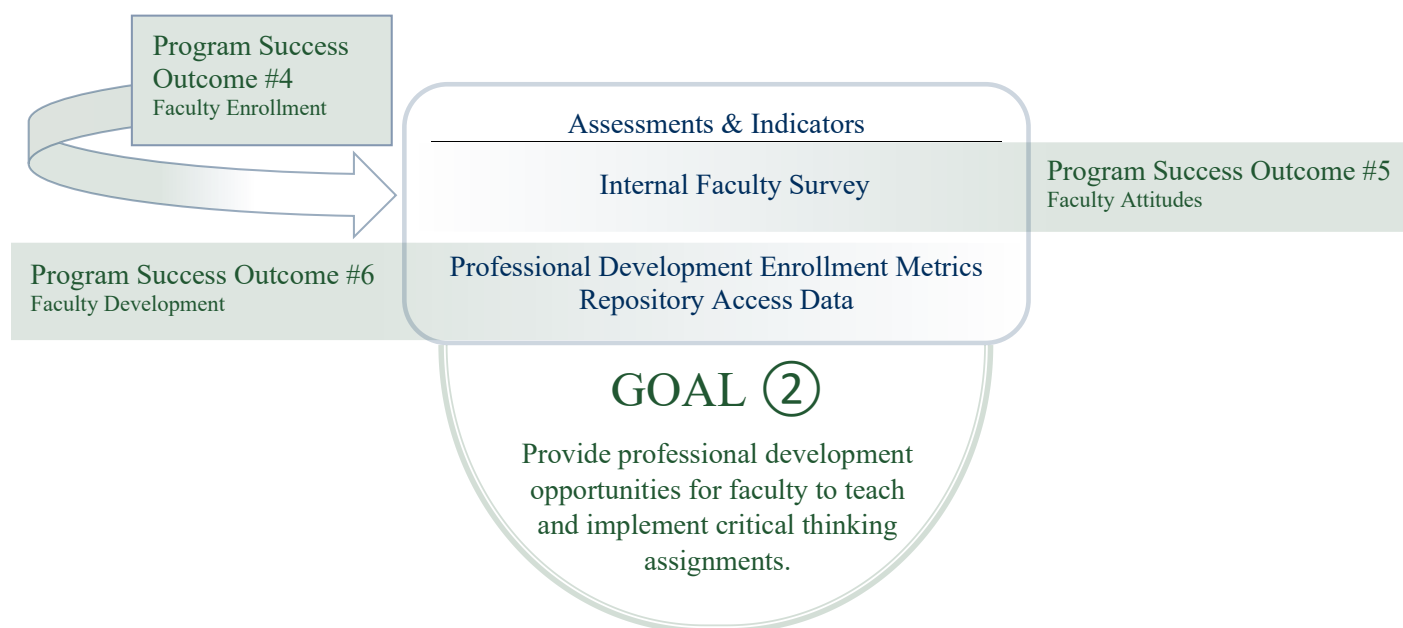 Program Success
Outcome #4
Faculty Enrollment
Assessments & Indicators
Internal Faculty Survey
Program Success Outcome #5
Faculty Attitudes
Program Success Outcome #6
Faculty Development
Professional Development Enrollment Metrics
Repository Access Data
GOAL ②
Provide professional development
opportunities for faculty to teach
and implement critical thinking
assignments.